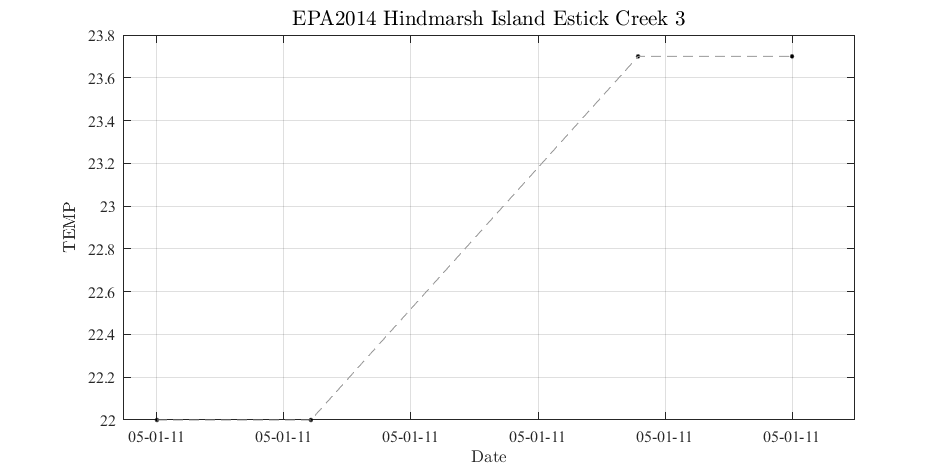 EPA2014 Hindmarsh Island Estick Creek 3
23.8
23.6
23.4
23.2
23
22.8
22.6
22.4
22.2
22
TEMP
05-01-11 05-01-11 05-01-11 05-01-11 05-01-11 05-01-11
Date